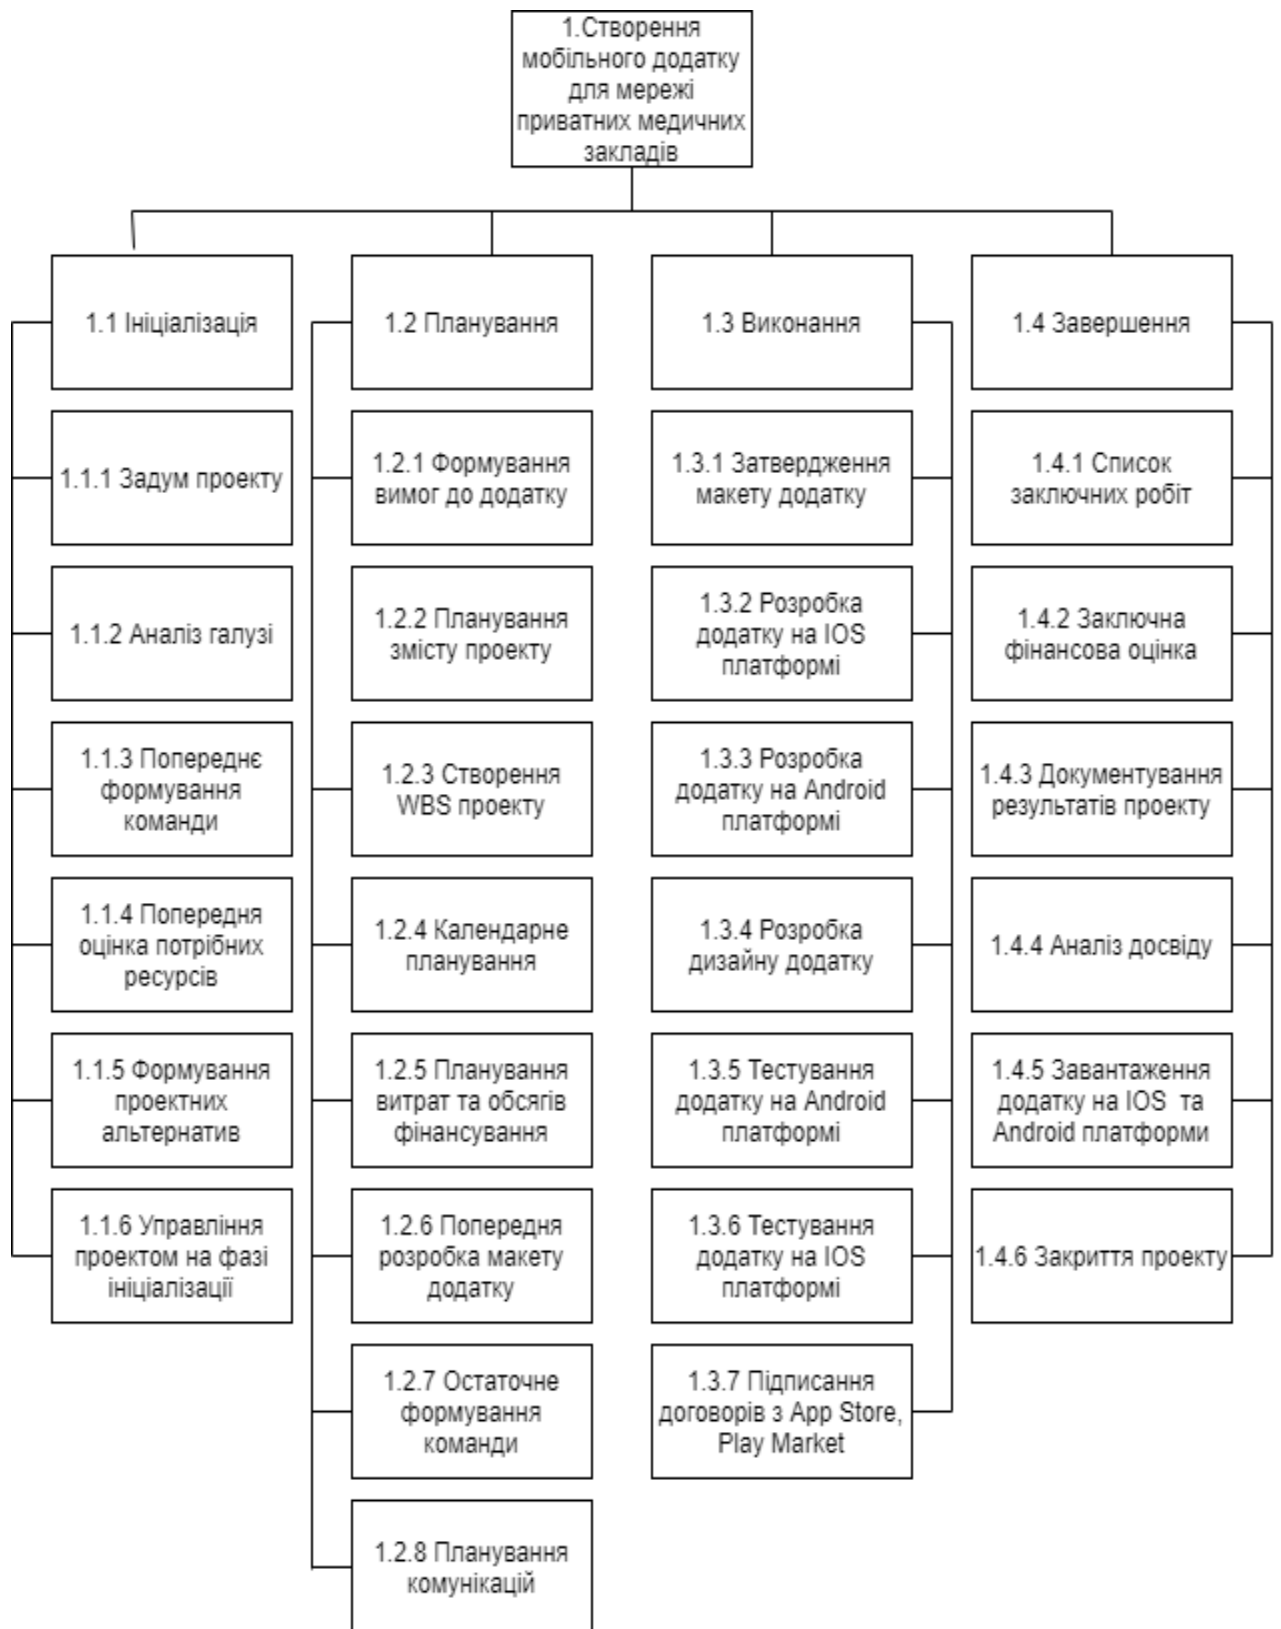 1.Створення
мобільного додатку
для мережі
приватних медичних
закладів
1.1 Ініціалізація
1.1.1 Задум проекту
1.1.2 Аналіз галузі
1.1.3 Попереднє
формування
команди
1.1.4 Попередня
оцінка потрібних
ресурсів
1.1.5 Формування
проектних
альтернатив
1.1.6 Управління
проектом на фазі
ініціалізації
1.2 Планування
1.2.1 Формування
вимог до додатку
1.2.2 Планування
змісту проекту
1.2.3 Створення
WBS проекту
1.2.4 Календарне
планування
1.2.5 Планування
витрат та обсягів
фінансування
1.2.6 Попередня
розробка макету
додатку
1.2.7 Остаточне
формування
команди
1.2.8 Планування
комунікацій
1.3 Виконання
1.3.1 Затвердження
макету додатку
1.3.2 Розробка
додатку на IOS
платформі
1.3.3 Розробка
додатку на Android
платформі
1.3.4 Розробка
дизайну додатку
1.3.5 Тестування
додатку на Android
платформі
1.3.6 Тестування
додатку на IOS
платформі
1.3.7 Підписання
договорів з App Store,
Play Market
1.4 Завершення
1.4.1 Список
заключних робіт
1.4.2 Заключна
фінансова оцінка
1.4.3 Документування
результатів проекту
1.4.4 Аналіз досвіду
1.4.5 Завантаження
додатку на IOS та
Android платформи
1.4.6 Закриття проекту